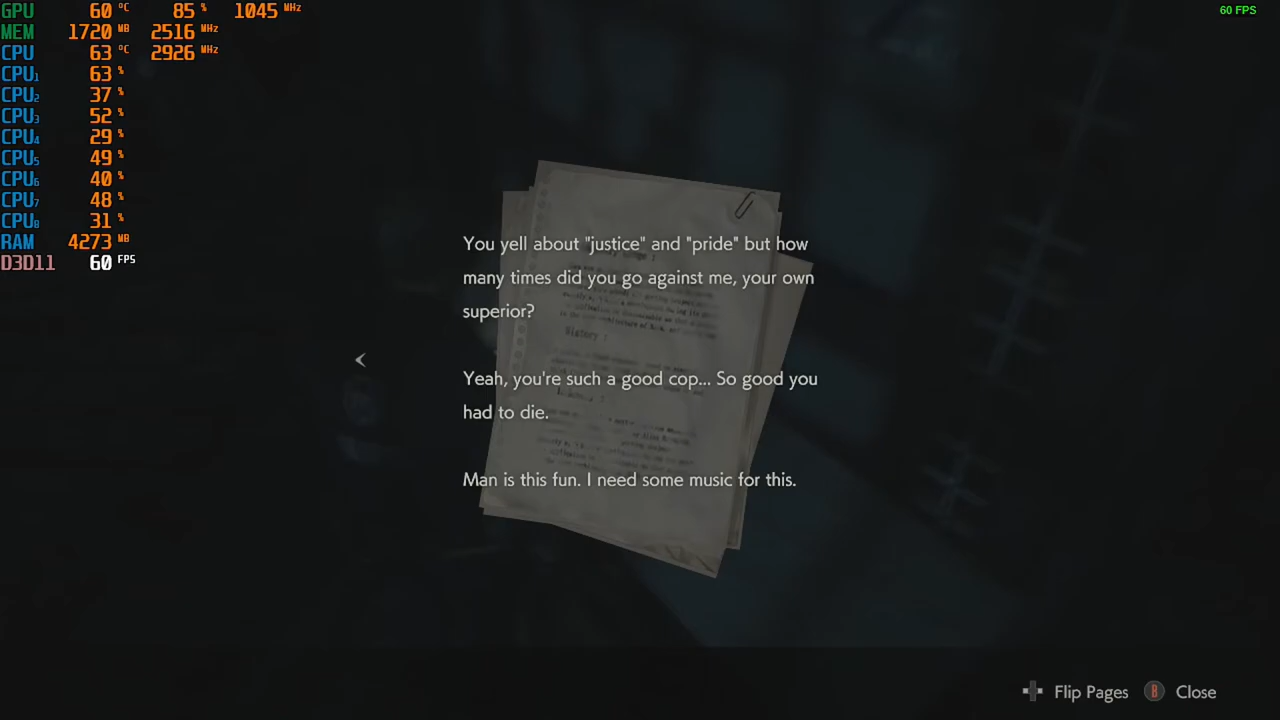 GPU 60 °C 85 % 1045 MHz
60 FPS
MEM 1720 MB 2516 MHz
CPU 63 °C 2926 MHz
CPU1 63 %
CPU2 37 %
CPU3 52 %
CPU4 29 %
CPU5 49 %
CPU6 40 %
CPU7 48 %
CPU8 31 %
RAM 4273 MB
D3D11 60 FPS
You yell about "justice" and "pride" but how
many times did you go against me, your own
superior?
Yeah, you're such a good cop... So good you
had to die.
Man is this fun. I need some music for this.
History :
Flip Pages B Close